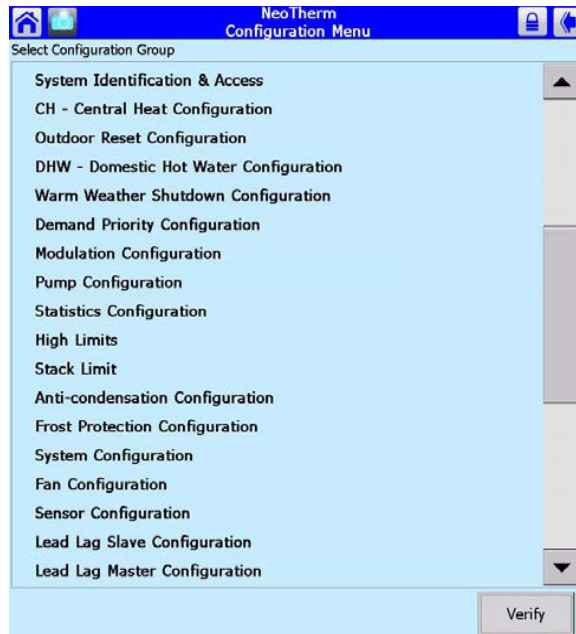 NeoTherm
Configuration Menu
Select Configuration Group
System Identification & Access
CH - Central Heat Configuration
Outdoor Reset Configuration
DHW - Domestic Hot Water Configuration
Warm Weather Shutdown Configuration
Demand Priority Configuration
Modulation Configuration
Pump Configuration
Statistics Configuration
High Limits
Stack Limit
Anti-condensation Configuration
Frost Protection Configuration
System Configuration
Fan Configuration
Sensor Configuration
Lead Lag Slave Configuration
Lead Lag Master Configuration
Verify